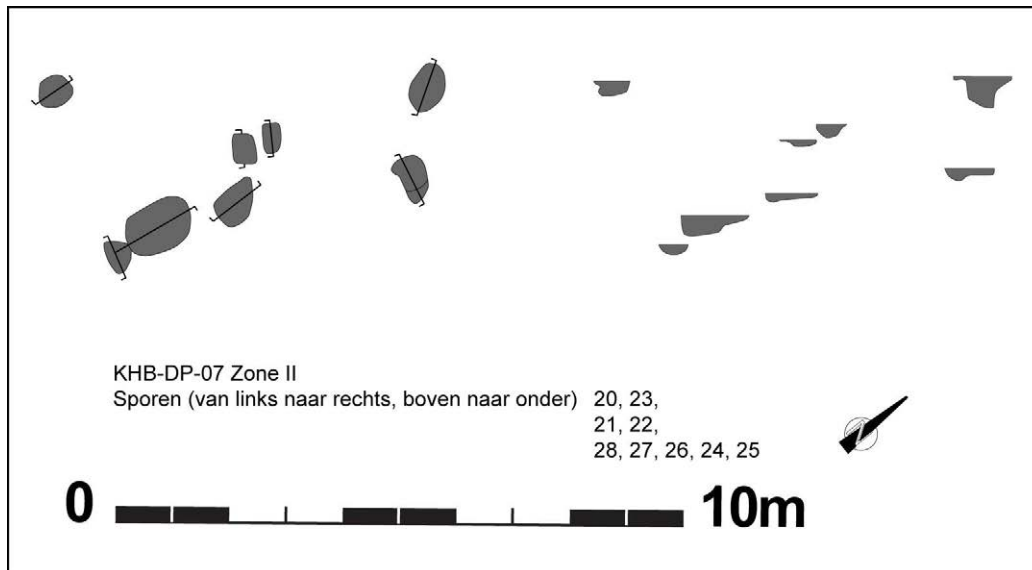 KHB-DP-07 Zone II
Sporen (van links naar rechts, boven naar onder) 20, 23,
21, 22,
28, 27, 26, 24, 25
0 10m